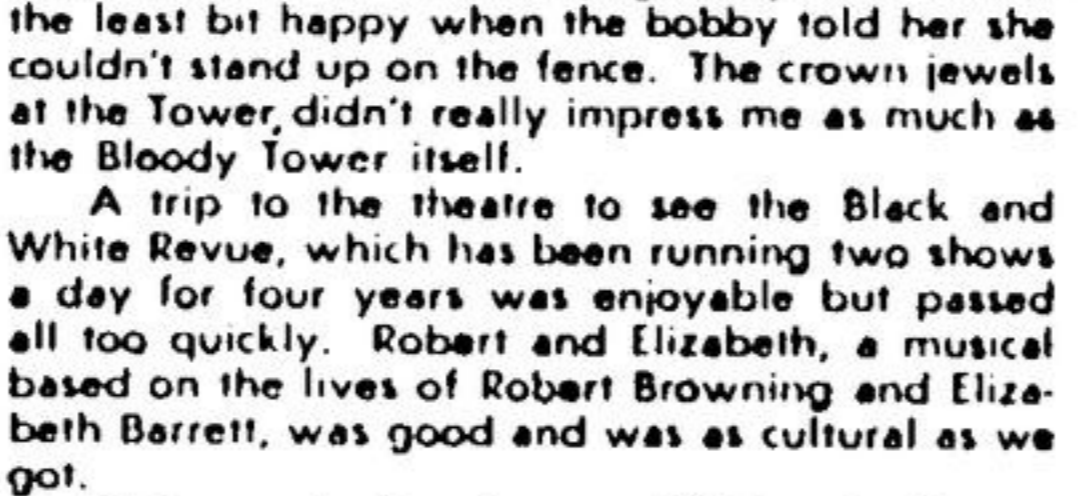 the least bit happy when the bobby told her she
couldn't stand up on the fence. The crown jewels
at the Tower, didn't really impress me as much as
the Bloody Tower itself.
A trip to the theatre to see the Black and
White Revue, which has been running two shows
a day for four years was enjoyable but passed
all too quickly. Robert and Elizabeth, a musical
based on the lives of Robert Browning and Eliza-
beth Barrett, was good and was as cultural as we
got.